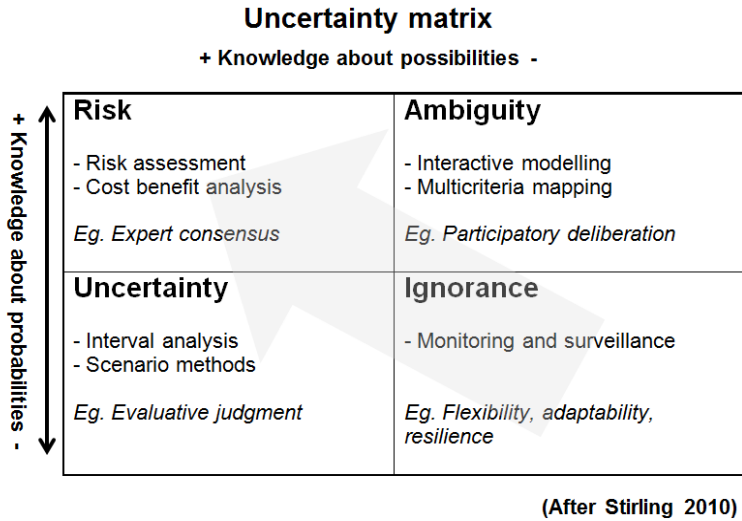 Uncertainty matrix
+ Knowledge about possibilities -
+ Knowledge about probabilities -
Risk
- Risk assessment
- Cost benefit analysis
Eg. Expert consensus
Ambiguity
- Interactive modelling
- Multicriteria mapping
Eg. Participatory deliberation
Uncertainty
- Interval analysis
- Scenario methods
Eg. Evaluative judgment
Ignorance
- Monitoring and surveillance
Eg. Flexibility, adaptability,
resilience
(After Stirling 2010)